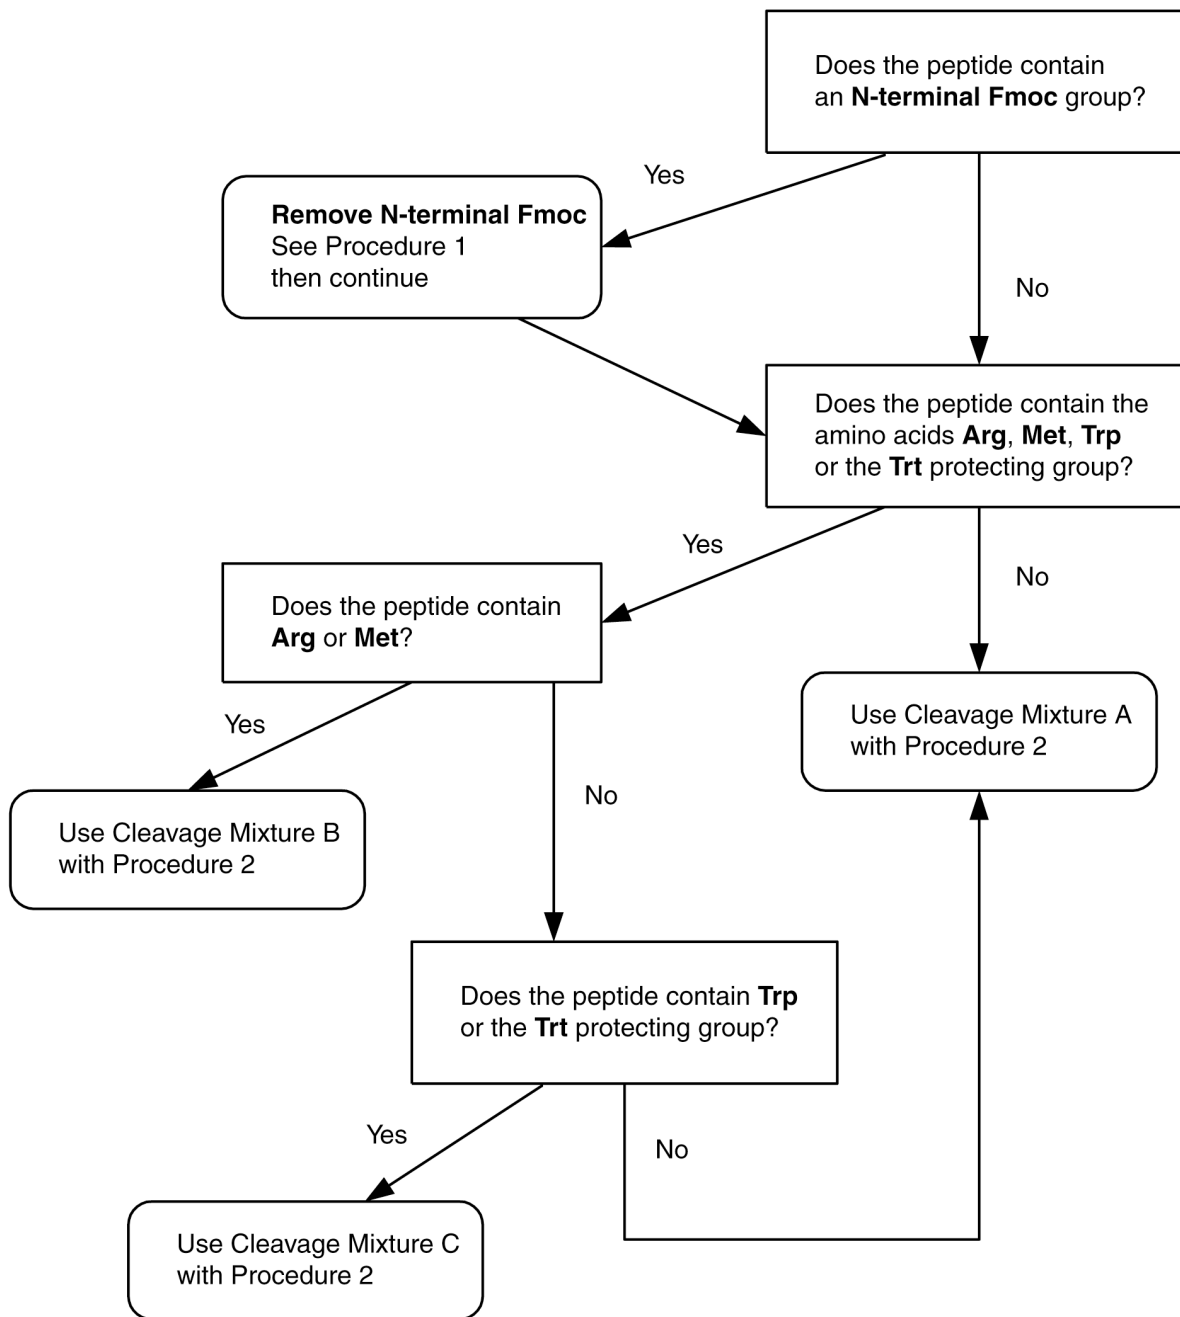 Does the peptide contain
an N-terminal Fmoc group?
Yes
Remove N-terminal Fmoc
See Procedure 1
then continue
No
Does the peptide contain the
amino acids Arg, Met, Trp
or the Trt protecting group?
Yes
No
Does the peptide contain
Arg or Met?
Use Cleavage Mixture A
with Procedure 2
Yes
No
Use Cleavage Mixture B
with Procedure 2
Does the peptide contain Trp
or the Trt protecting group?
Yes
No
Use Cleavage Mixture C
with Procedure 2